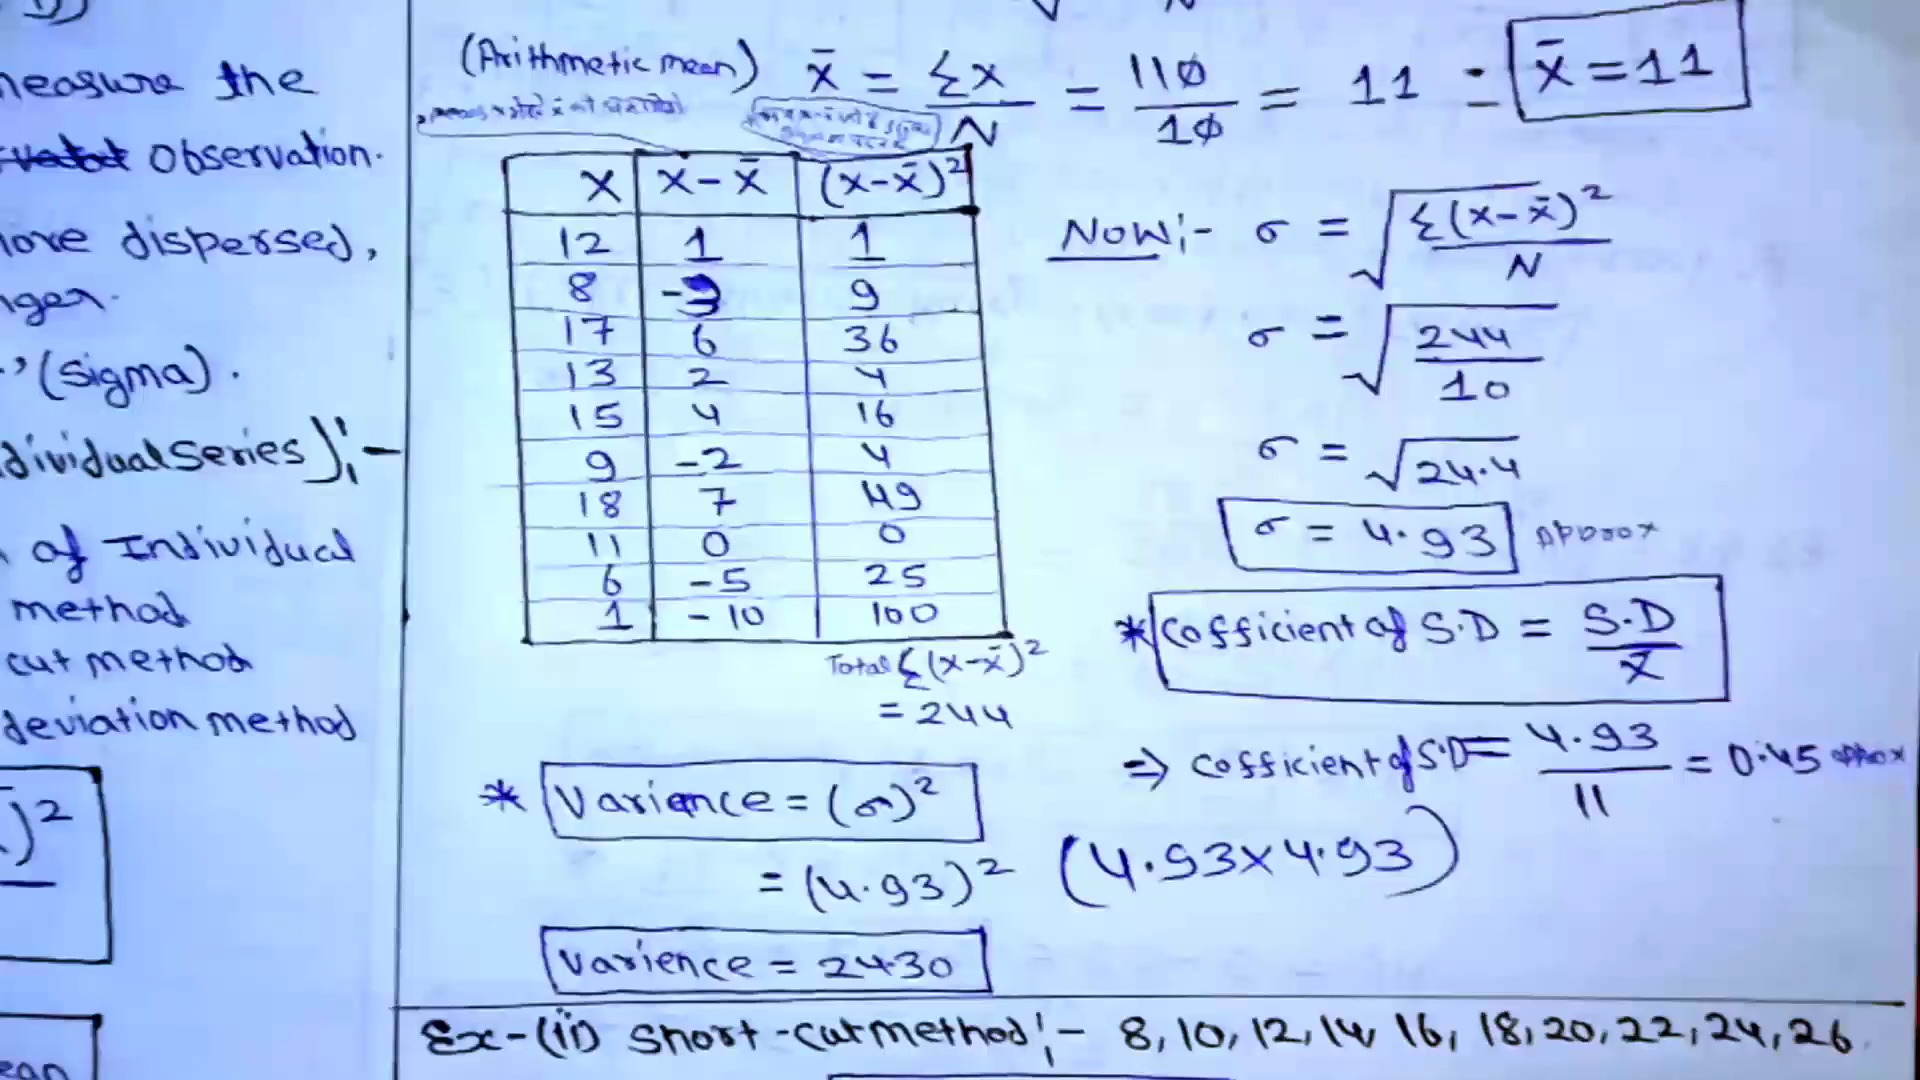 measure the
observation.
more dispersed,
nger.
(Sigma).
dividual series):-
of Individual
method
cut method
deviation method
)²
ean
(Arithmetic mean) x̄ = Σx/N = 110/10 = 11 = x̄ = 11
x | x-x̄ | (x-x̄)²
12 | 1 | 1
8 | -3 | 9
17 | 6 | 36
13 | 2 | 4
15 | 4 | 16
9 | -2 | 4
18 | 7 | 49
11 | 0 | 0
6 | -5 | 25
1 | -10 | 100
Total Σ(x-x̄)²
= 244
* Varience = (σ)²
= (4.93)² (4.93x4.93)
Varience = 24.30
Now:- σ = √Σ(x-x̄)²/N
σ = √244/10
σ = √24.4
σ = 4.93 Approx
* Cofficient of S.D = S.D/x̄
⇒ Cofficient of S.D = 4.93/11 = 0.45 approx
Ex-(ii) Short-cut method:- 8, 10, 12, 14, 16, 18, 20, 22, 24, 26.